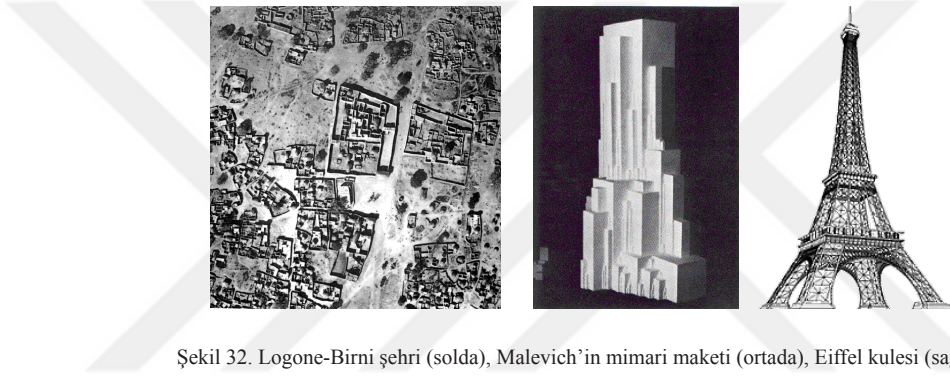 Şekil 32. Logone-Birni şehri (solda), Malevich’in mimari maketi (ortada), Eiffel kulesi (sa